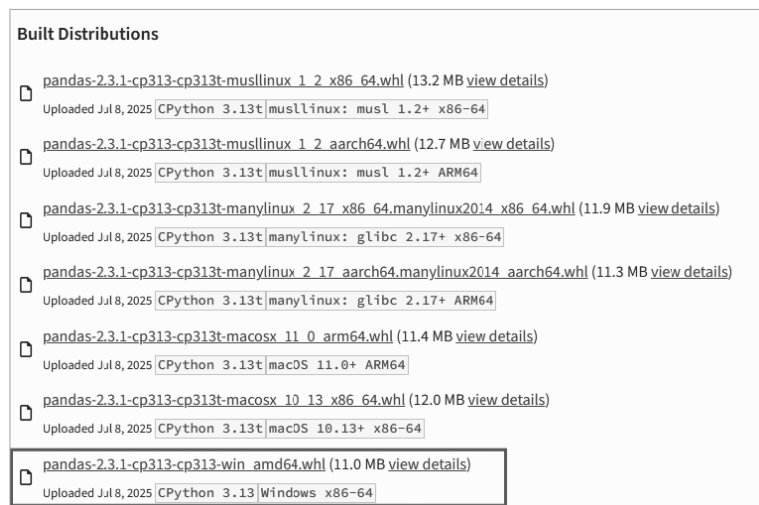 Built Distributions
pandas-2.3.1-cp313-cp313t-musllinux_1_2_x86_64.whl (13.2 MB view details)
Uploaded Jul 8, 2025 CPython 3.13t musllinux: musl 1.2+ x86-64
pandas-2.3.1-cp313-cp313t-musllinux_1_2_aarch64.whl (12.7 MB view details)
Uploaded Jul 8, 2025 CPython 3.13t musllinux: musl 1.2+ ARM64
pandas-2.3.1-cp313-cp313t-manylinux_2_17_x86_64.manylinux2014_x86_64.whl (11.9 MB view details)
Uploaded Jul 8, 2025 CPython 3.13t manylinux: glibc 2.17+ x86-64
pandas-2.3.1-cp313-cp313t-manylinux_2_17_aarch64.manylinux2014_aarch64.whl (11.3 MB view details)
Uploaded Jul 8, 2025 CPython 3.13t manylinux: glibc 2.17+ ARM64
pandas-2.3.1-cp313-cp313t-macosx_11_0_arm64.whl (11.4 MB view details)
Uploaded Jul 8, 2025 CPython 3.13t macOS 11.0+ ARM64
pandas-2.3.1-cp313-cp313t-macosx_10_13_x86_64.whl (12.0 MB view details)
Uploaded Jul 8, 2025 CPython 3.13t macOS 10.13+ x86-64
pandas-2.3.1-cp313-cp313-win_amd64.whl (11.0 MB view details)
Uploaded Jul 8, 2025 CPython 3.13 Windows x86-64